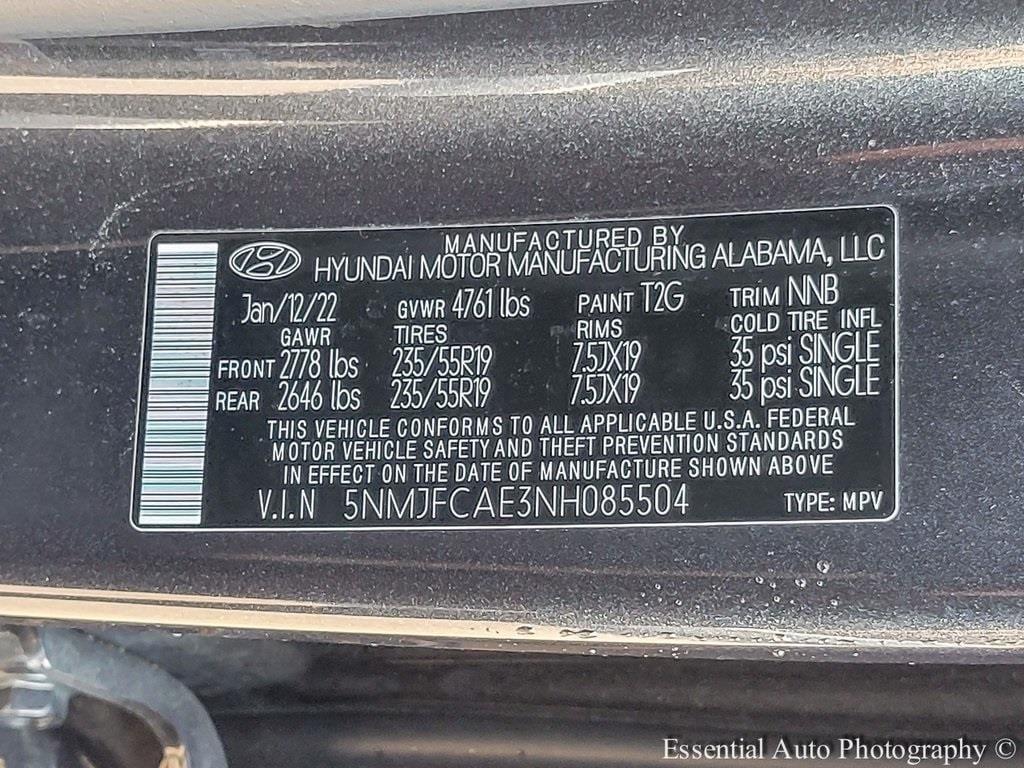 MANUFACTURED BY
HYUNDAI MOTOR MANUFACTURING ALABAMA, LLC
Jan/12/22 GVWR 4761 lbs PAINT T2G TRIM NNB
GAWR TIRES RIMS COLD TIRE INFL
FRONT 2778 lbs 235/55R19 7.5JX19 35 psi SINGLE
REAR 2646 lbs 235/55R19 7.5JX19 35 psi SINGLE
THIS VEHICLE CONFORMS TO ALL APPLICABLE U.S.A. FEDERAL
MOTOR VEHICLE SAFETY AND THEFT PREVENTION STANDARDS
IN EFFECT ON THE DATE OF MANUFACTURE SHOWN ABOVE
V.I.N 5NMJFCAE3NH085504 TYPE: MPV
Essential Auto Photography ©